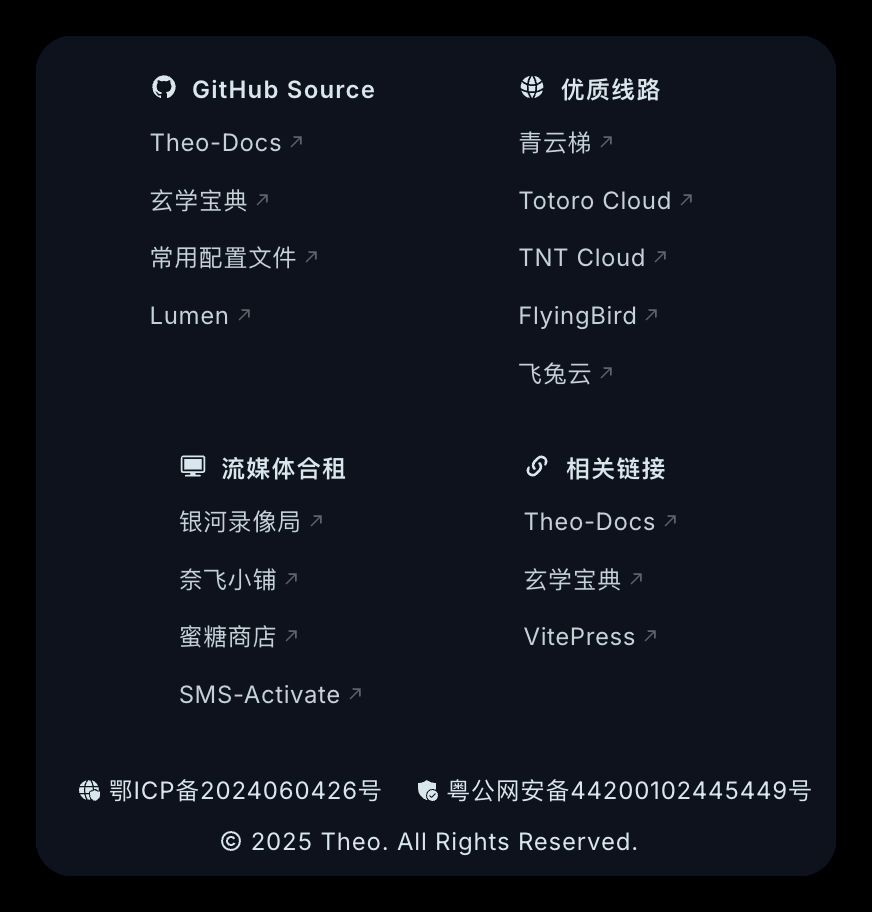 GitHub Source
Theo-Docs
玄学宝典
常用配置文件
Lumen
优质线路
青云梯
Totoro Cloud
TNT Cloud
FlyingBird
飞兔云
流媒体合租
银河录像局
奈飞小铺
蜜糖商店
SMS-Activate
相关链接
Theo-Docs
玄学宝典
VitePress
鄂ICP备2024060426号
粤公网安备44200102445449号
© 2025 Theo. All Rights Reserved.